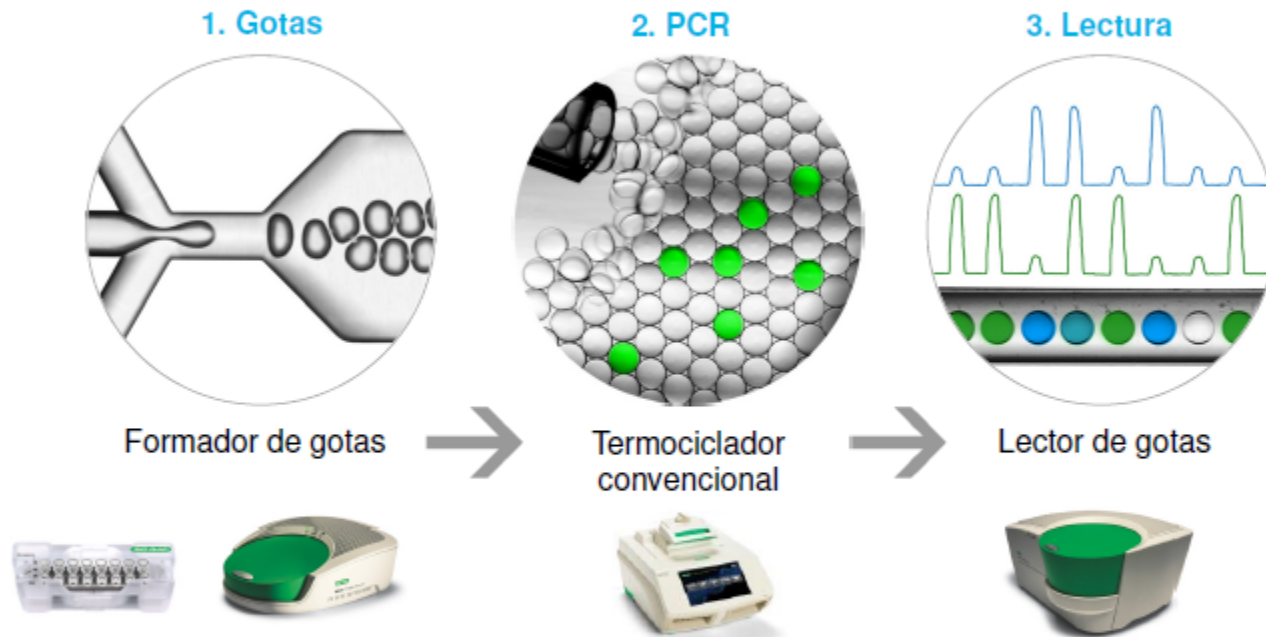 1. Gotas
2. PCR
3. Lectura
Formador de gotas
Termociclador
convencional
Lector de gotas